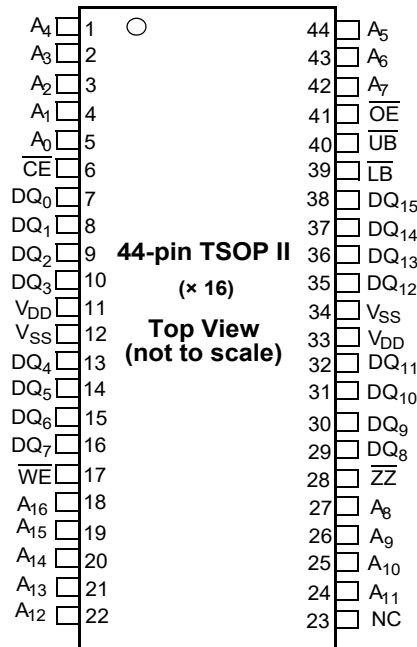 A4 1 44 A5
A3 2 43 A6
A2 3 42 A7
A1 4 41 OE
A0 5 40 UB
CE 6 39 LB
DQ0 7 38 DQ15
DQ1 8 37 DQ14
DQ2 9 44-pin TSOP II 36 DQ13
DQ3 10 (× 16) 35 DQ12
VDD 11 34 VSS
VSS 12 Top View 33 VDD
DQ4 13 (not to scale) 32 DQ11
DQ5 14 31 DQ10
DQ6 15 30 DQ9
DQ7 16 29 DQ8
WE 17 28 ZZ
A16 18 27 A8
A15 19 26 A9
A14 20 25 A10
A13 21 24 A11
A12 22 23 NC